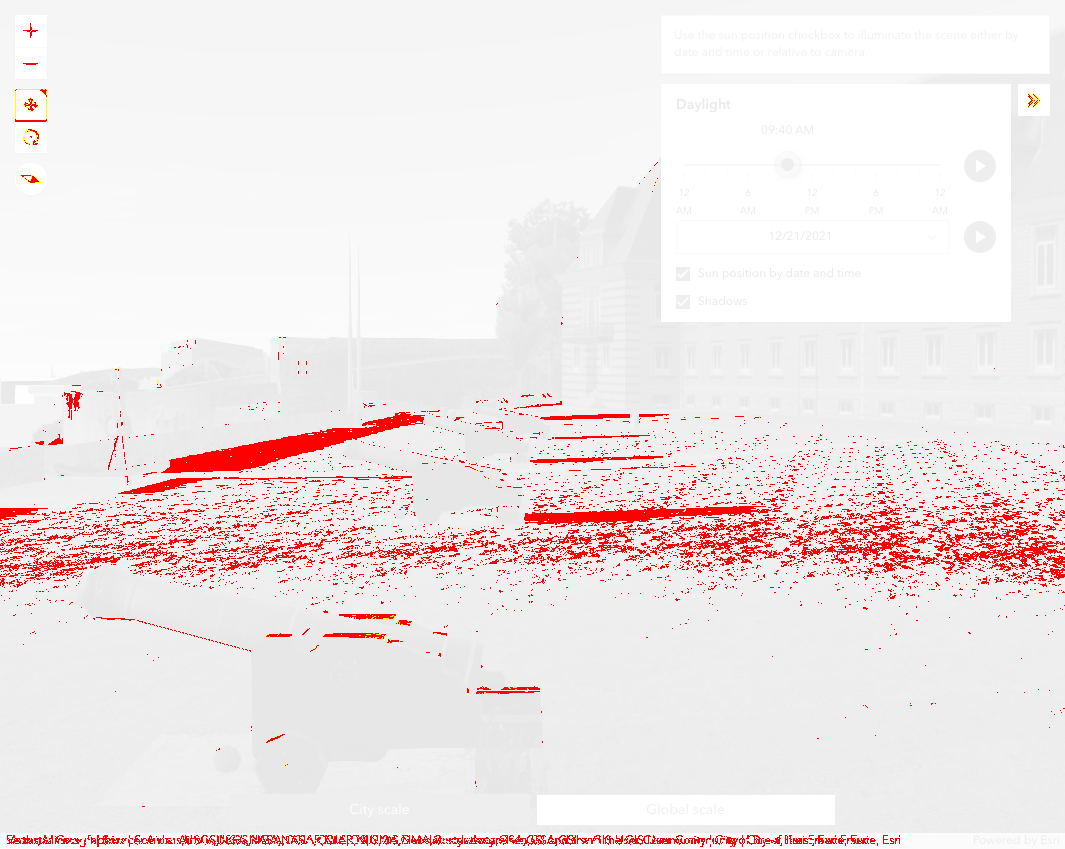 Use the sun position checkbox to illuminate the scene either by
date and time or relative to camera.
Daylight
09:40 AM
12 6 12 6 12
AM AM PM PM AM
12/21/2021
Sun position by date and time
Shadows
City scale Global scale
Powered by Esri